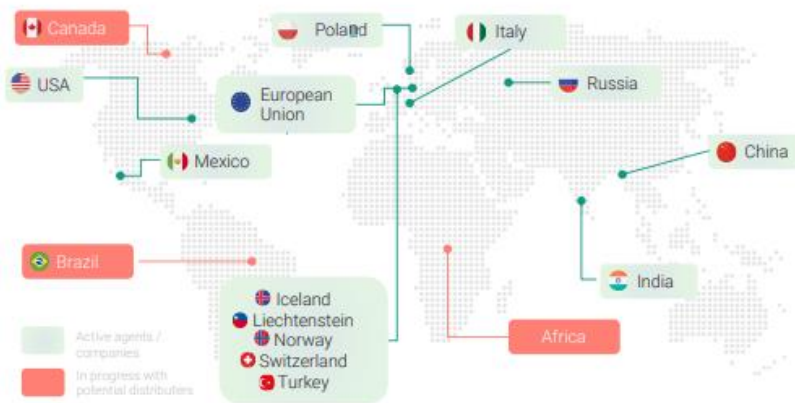 Canada
Poland
Italy
USA
European
Union
Russia
China
Mexico
Brazil
India
Iceland
Liechtenstein
Norway
Switzerland
Turkey
Africa
Active agents /
companies
In progress with
potential distributers